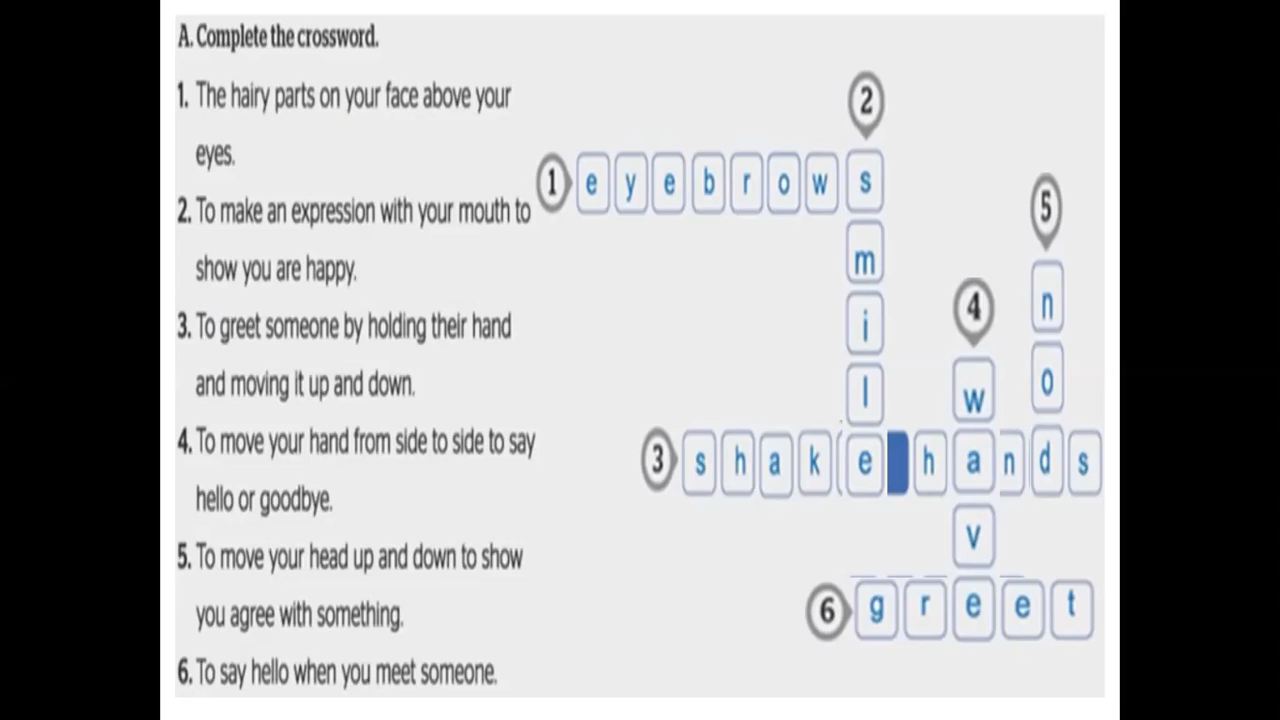 A. Complete the crossword.
1. The hairy parts on your face above your
eyes.
2. To make an expression with your mouth to
show you are happy.
3. To greet someone by holding their hand
and moving it up and down.
4. To move your hand from side to side to say
hello or goodbye.
5. To move your head up and down to show
you agree with something.
6. To say hello when you meet someone.
2
1 e y e b r o w s
5
m
n
4
i
o
l
w
3 s h a k e h a n d s
v
6 g r e e t